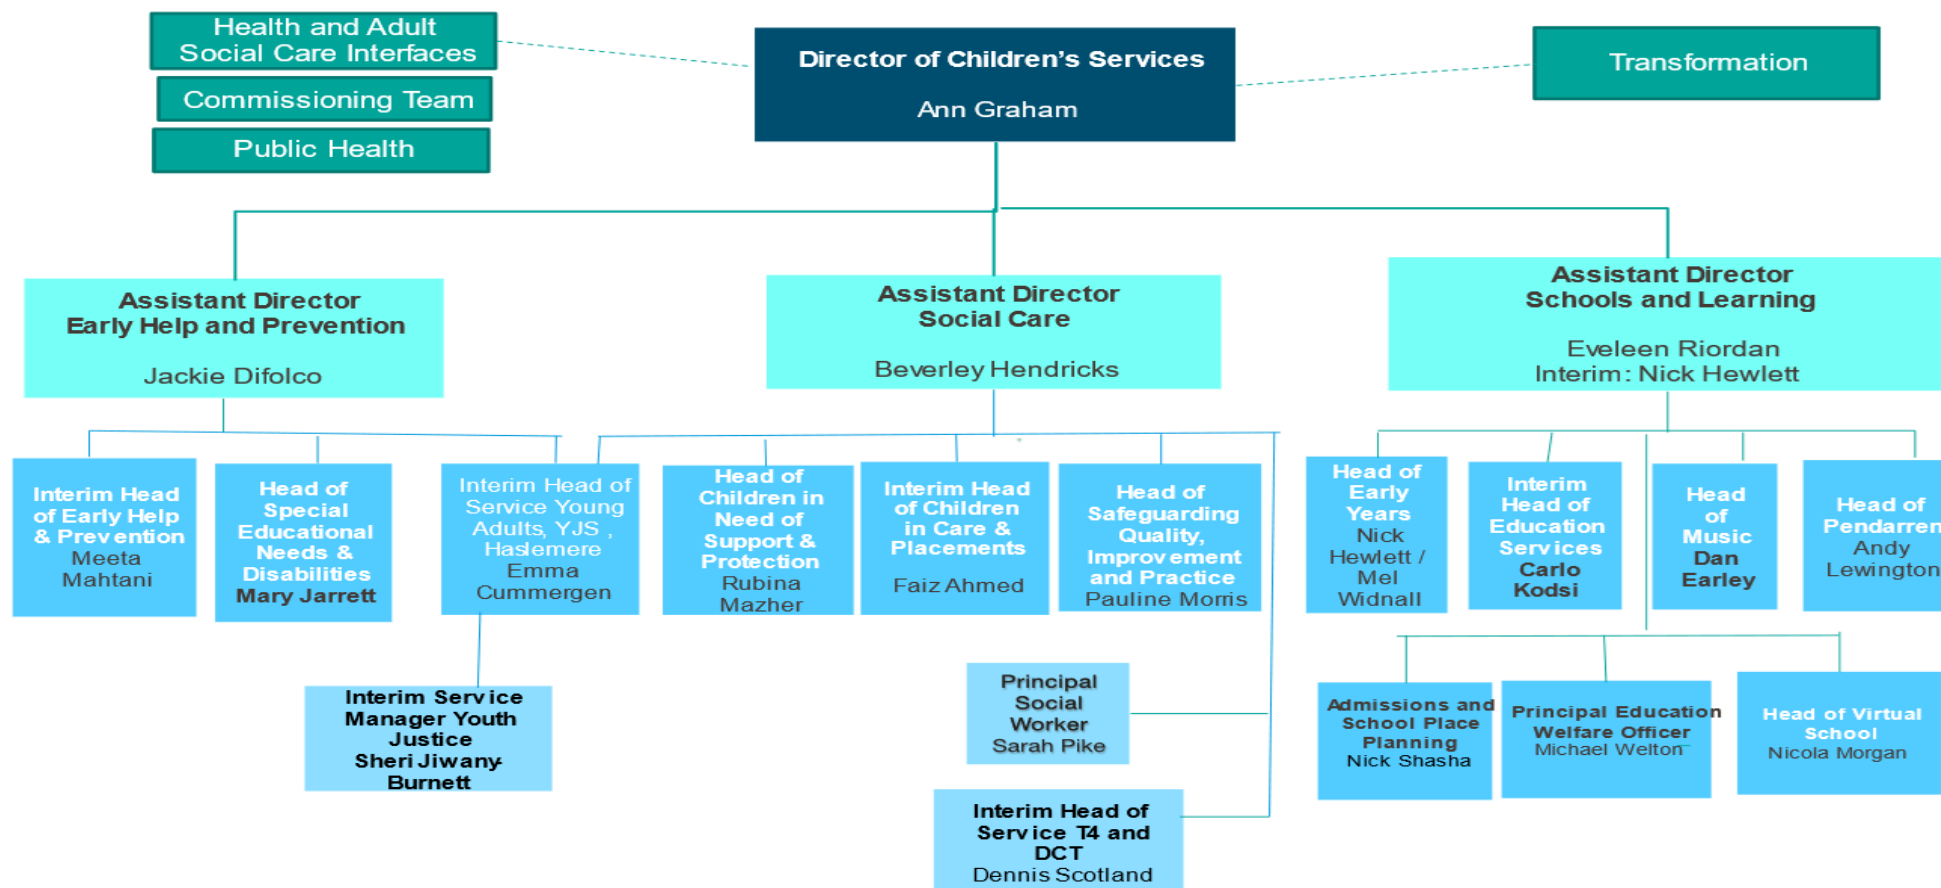 Health and Adult
Social Care Interfaces
Commissioning Team
Public Health
Director of Children's Services
Ann Graham
Transformation
Assistant Director
Early Help and Prevention
Jackie Difolco
Assistant Director
Social Care
Beverley Hendricks
Assistant Director
Schools and Learning
Eveleen Riordan
Interim: Nick Hewlett
Interim Head
of Early Help
& Prevention
Meeta
Mahtani
Head of
Special
Educational
Needs &
Disabilities
Mary Jarrett
Interim Head of
Service Young
Adults, YJS ,
Haslemere
Emma
Cummergen
Head of
Children in
Need of
Support &
Protection
Rubina
Mazher
Interim Head
of Children
in Care &
Placements
Faiz Ahmed
Head of
Safeguarding
Quality,
Improvement
and Practice
Pauline Morris
Head of
Early
Years
Nick
Hewlett /
Mel
Widnall
Interim
Head of
Education
Services
Carlo
Kodsi
Head
of
Music
Dan
Earley
Head of
Pendarren
Andy
Lewington
Interim Service
Manager Youth
Justice
Sheri Jiwany-
Burnett
Principal
Social
Worker
Sarah Pike
Interim Head of
Service T4 and
DCT
Dennis Scotland
Admissions and
School Place
Planning
Nick Shasha
Principal Education
Welfare Officer
Michael Welton
Head of Virtual
School
Nicola Morgan